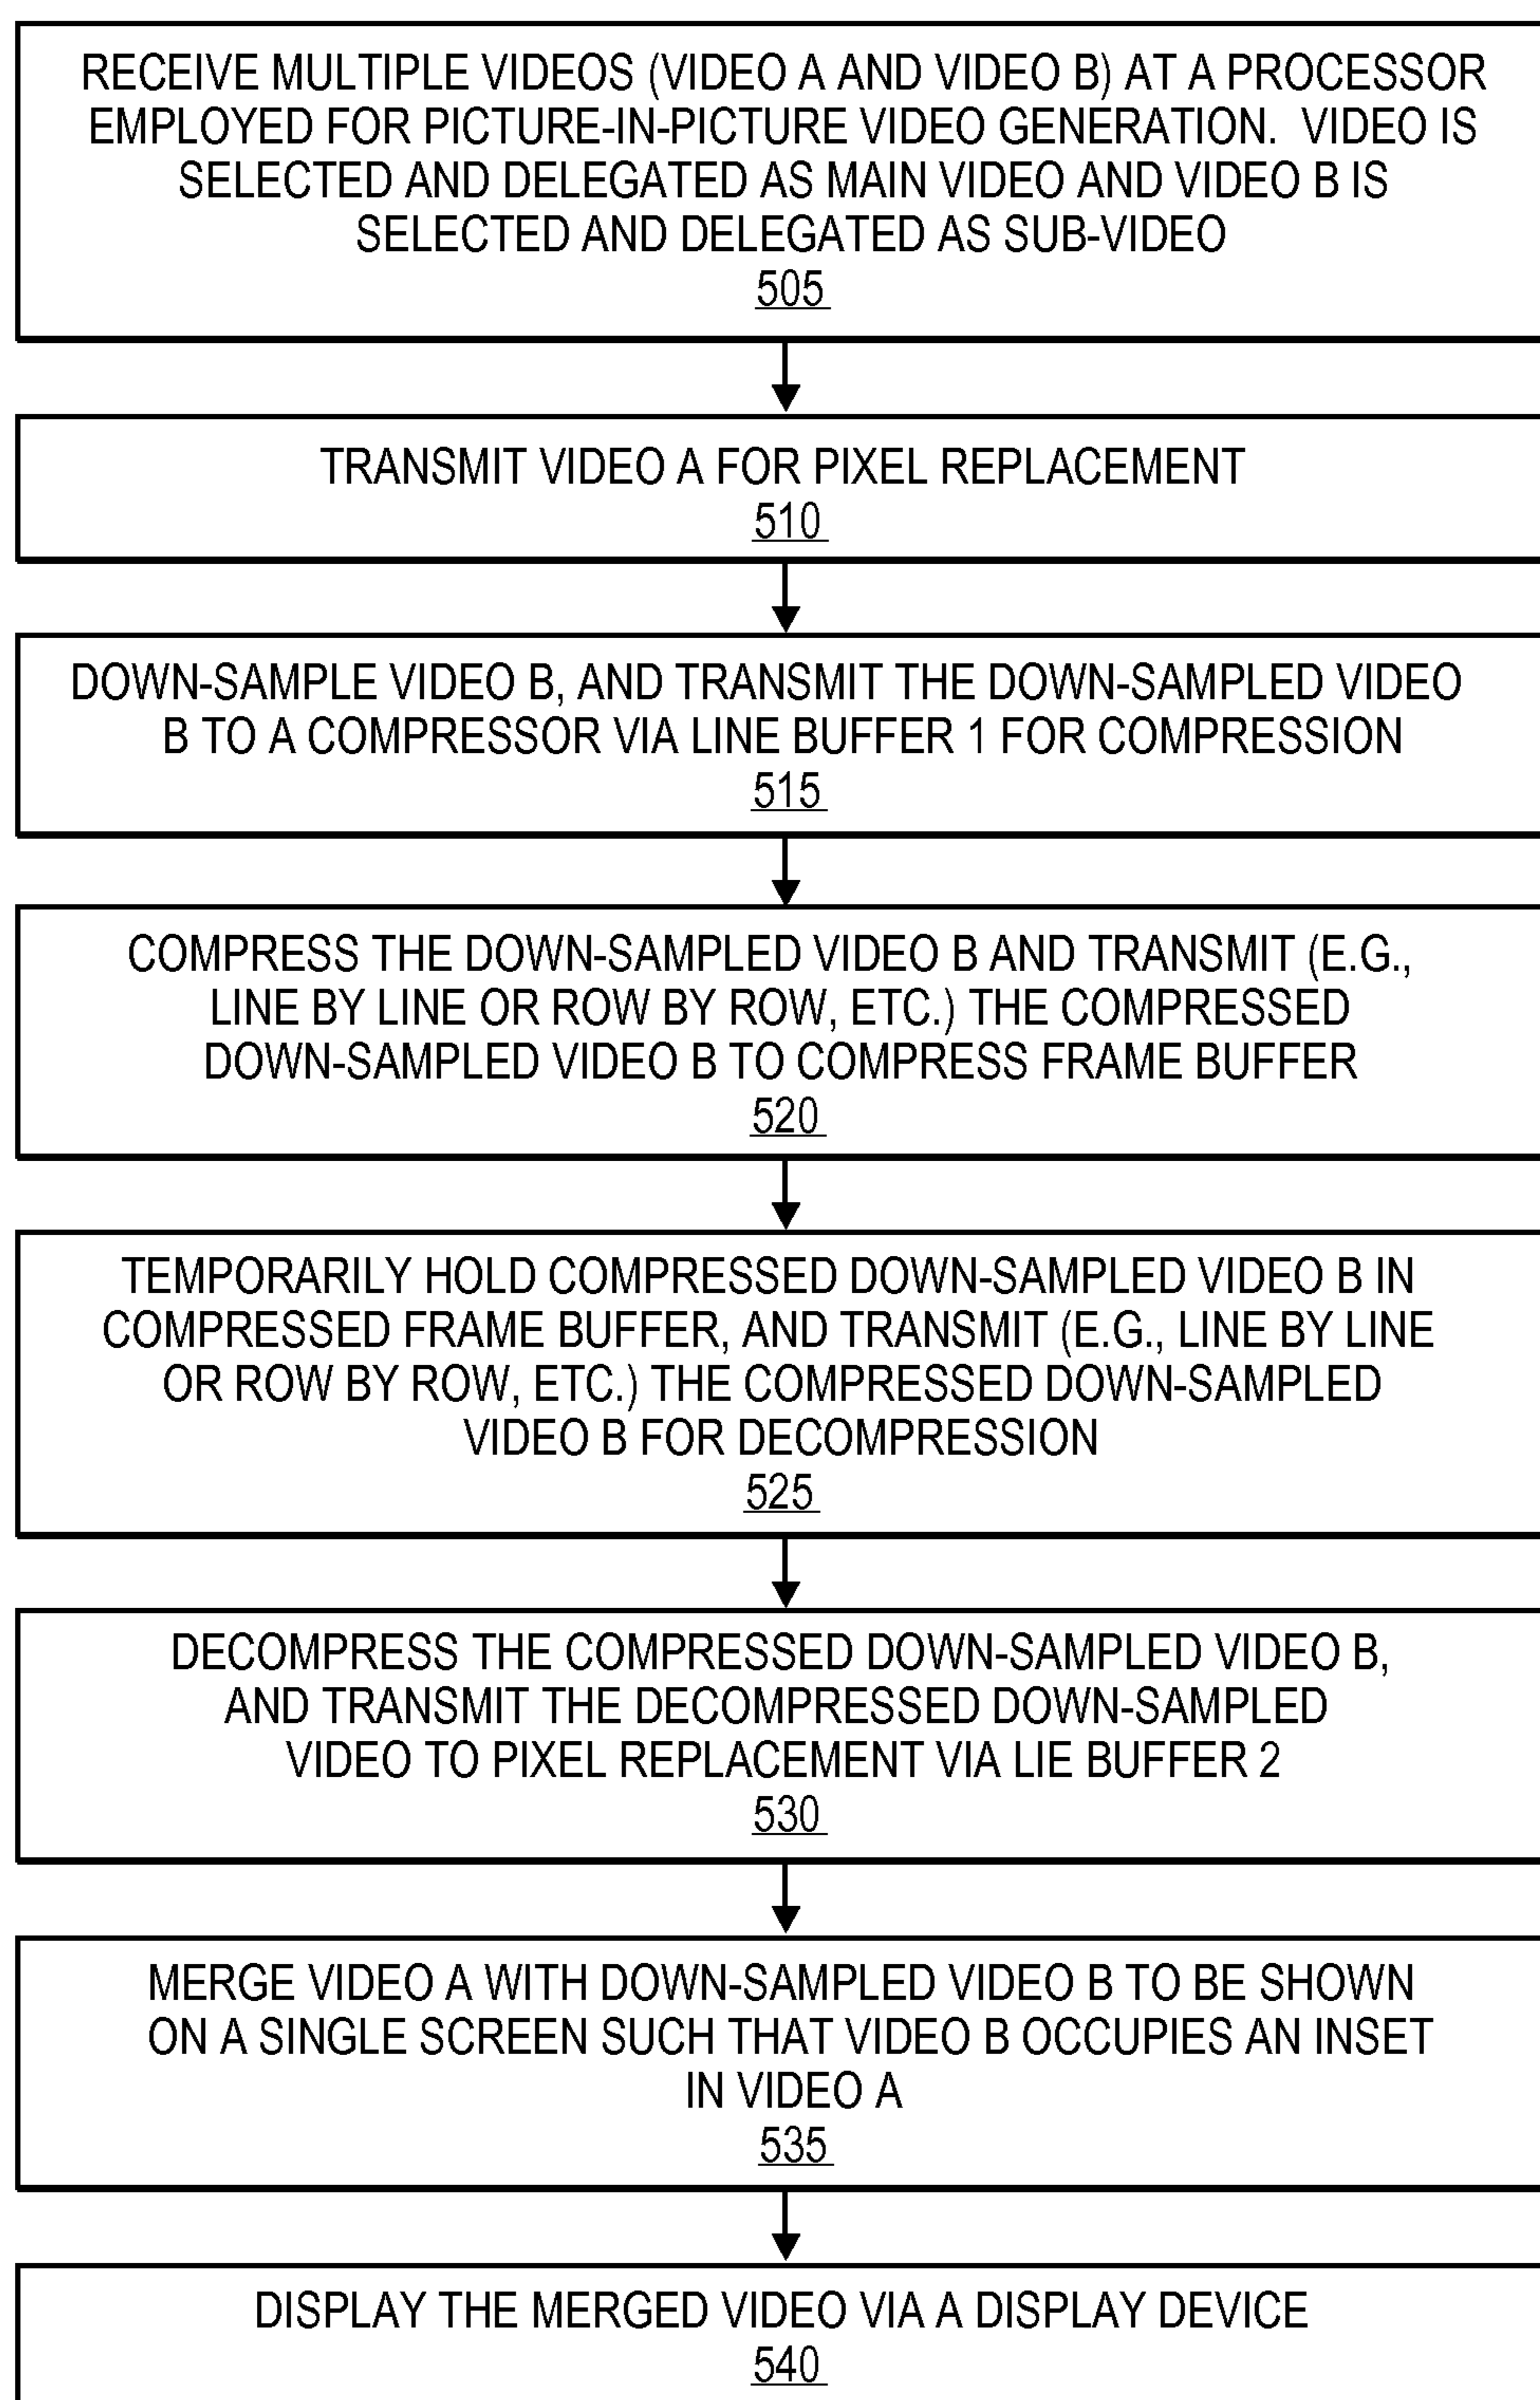 RECEIVE MULTIPLE VIDEOS (VIDEO A AND VIDEO B) AT A PROCESSOR
EMPLOYED FOR PICTURE-IN-PICTURE VIDEO GENERATION. VIDEO IS
SELECTED AND DELEGATED AS MAIN VIDEO AND VIDEO B IS
SELECTED AND DELEGATED AS SUB-VIDEO
505
TRANSMIT VIDEO A FOR PIXEL REPLACEMENT
510
DOWN-SAMPLE VIDEO B, AND TRANSMIT THE DOWN-SAMPLED VIDEO
B TO A COMPRESSOR VIA LINE BUFFER 1 FOR COMPRESSION
515
COMPRESS THE DOWN-SAMPLED VIDEO B AND TRANSMIT (E.G.,
LINE BY LINE OR ROW BY ROW, ETC.) THE COMPRESSED
DOWN-SAMPLED VIDEO B TO COMPRESS FRAME BUFFER
520
TEMPORARILY HOLD COMPRESSED DOWN-SAMPLED VIDEO B IN
COMPRESSED FRAME BUFFER, AND TRANSMIT (E.G., LINE BY LINE
OR ROW BY ROW, ETC.) THE COMPRESSED DOWN-SAMPLED
VIDEO B FOR DECOMPRESSION
525
DECOMPRESS THE COMPRESSED DOWN-SAMPLED VIDEO B,
AND TRANSMIT THE DECOMPRESSED DOWN-SAMPLED
VIDEO TO PIXEL REPLACEMENT VIA LIE BUFFER 2
530
MERGE VIDEO A WITH DOWN-SAMPLED VIDEO B TO BE SHOWN
ON A SINGLE SCREEN SUCH THAT VIDEO B OCCUPIES AN INSET
IN VIDEO A
535
DISPLAY THE MERGED VIDEO VIA A DISPLAY DEVICE
540